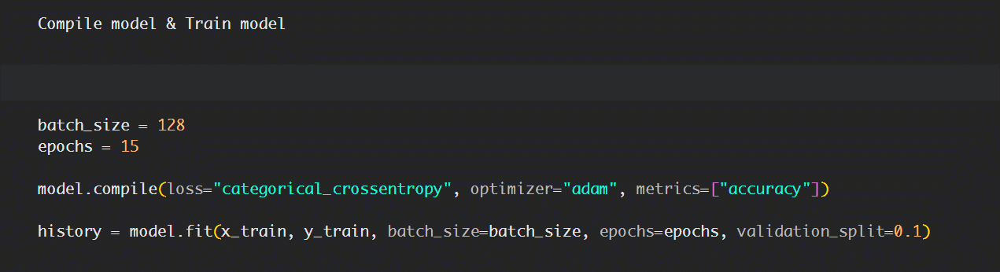 Compile model & Train model
batch_size = 128
epochs = 15
model.compile(loss="categorical_crossentropy", optimizer="adam", metrics=["accuracy"])
history = model.fit(x_train, y_train, batch_size=batch_size, epochs=epochs, validation_split=0.1)